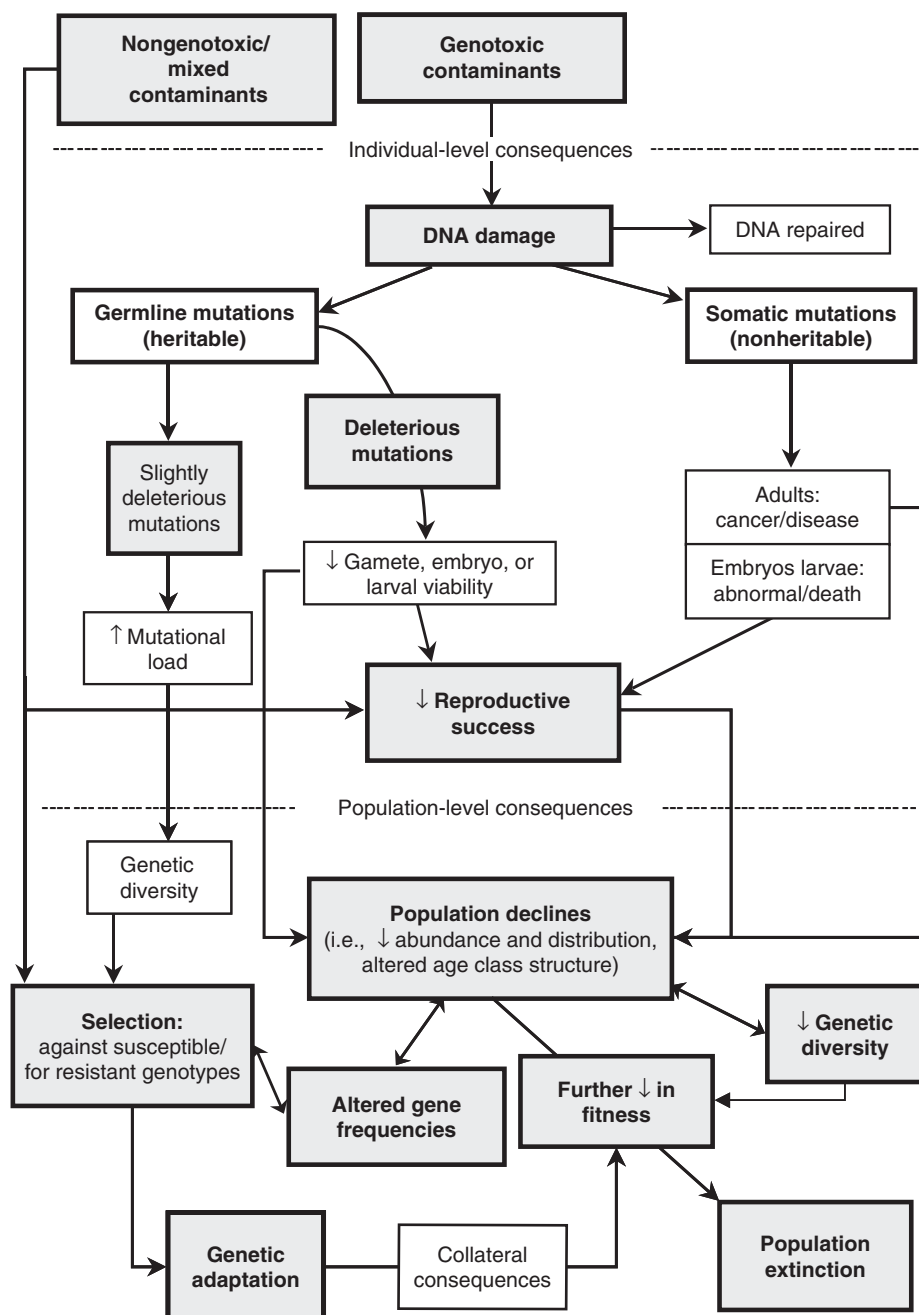 Nongenotoxic/
mixed
contaminants
Genotoxic
contaminants
Individual-level consequences
DNA damage
DNA repaired
Germline mutations
(heritable)
Somatic mutations
(nonheritable)
Deleterious
mutations
Slightly
deleterious
mutations
Adults:
cancer/disease
Embryos larvae:
abnormal/death
↓ Gamete, embryo, or
larval viability
↑ Mutational
load
↓ Reproductive
success
Population-level consequences
Genetic
diversity
Population declines
(i.e., ↓ abundance and distribution,
altered age class structure)
Selection:
against susceptible/
for resistant genotypes
↓ Genetic
diversity
Altered gene
frequencies
Further ↓ in
fitness
Genetic
adaptation
Collateral
consequences
Population
extinction